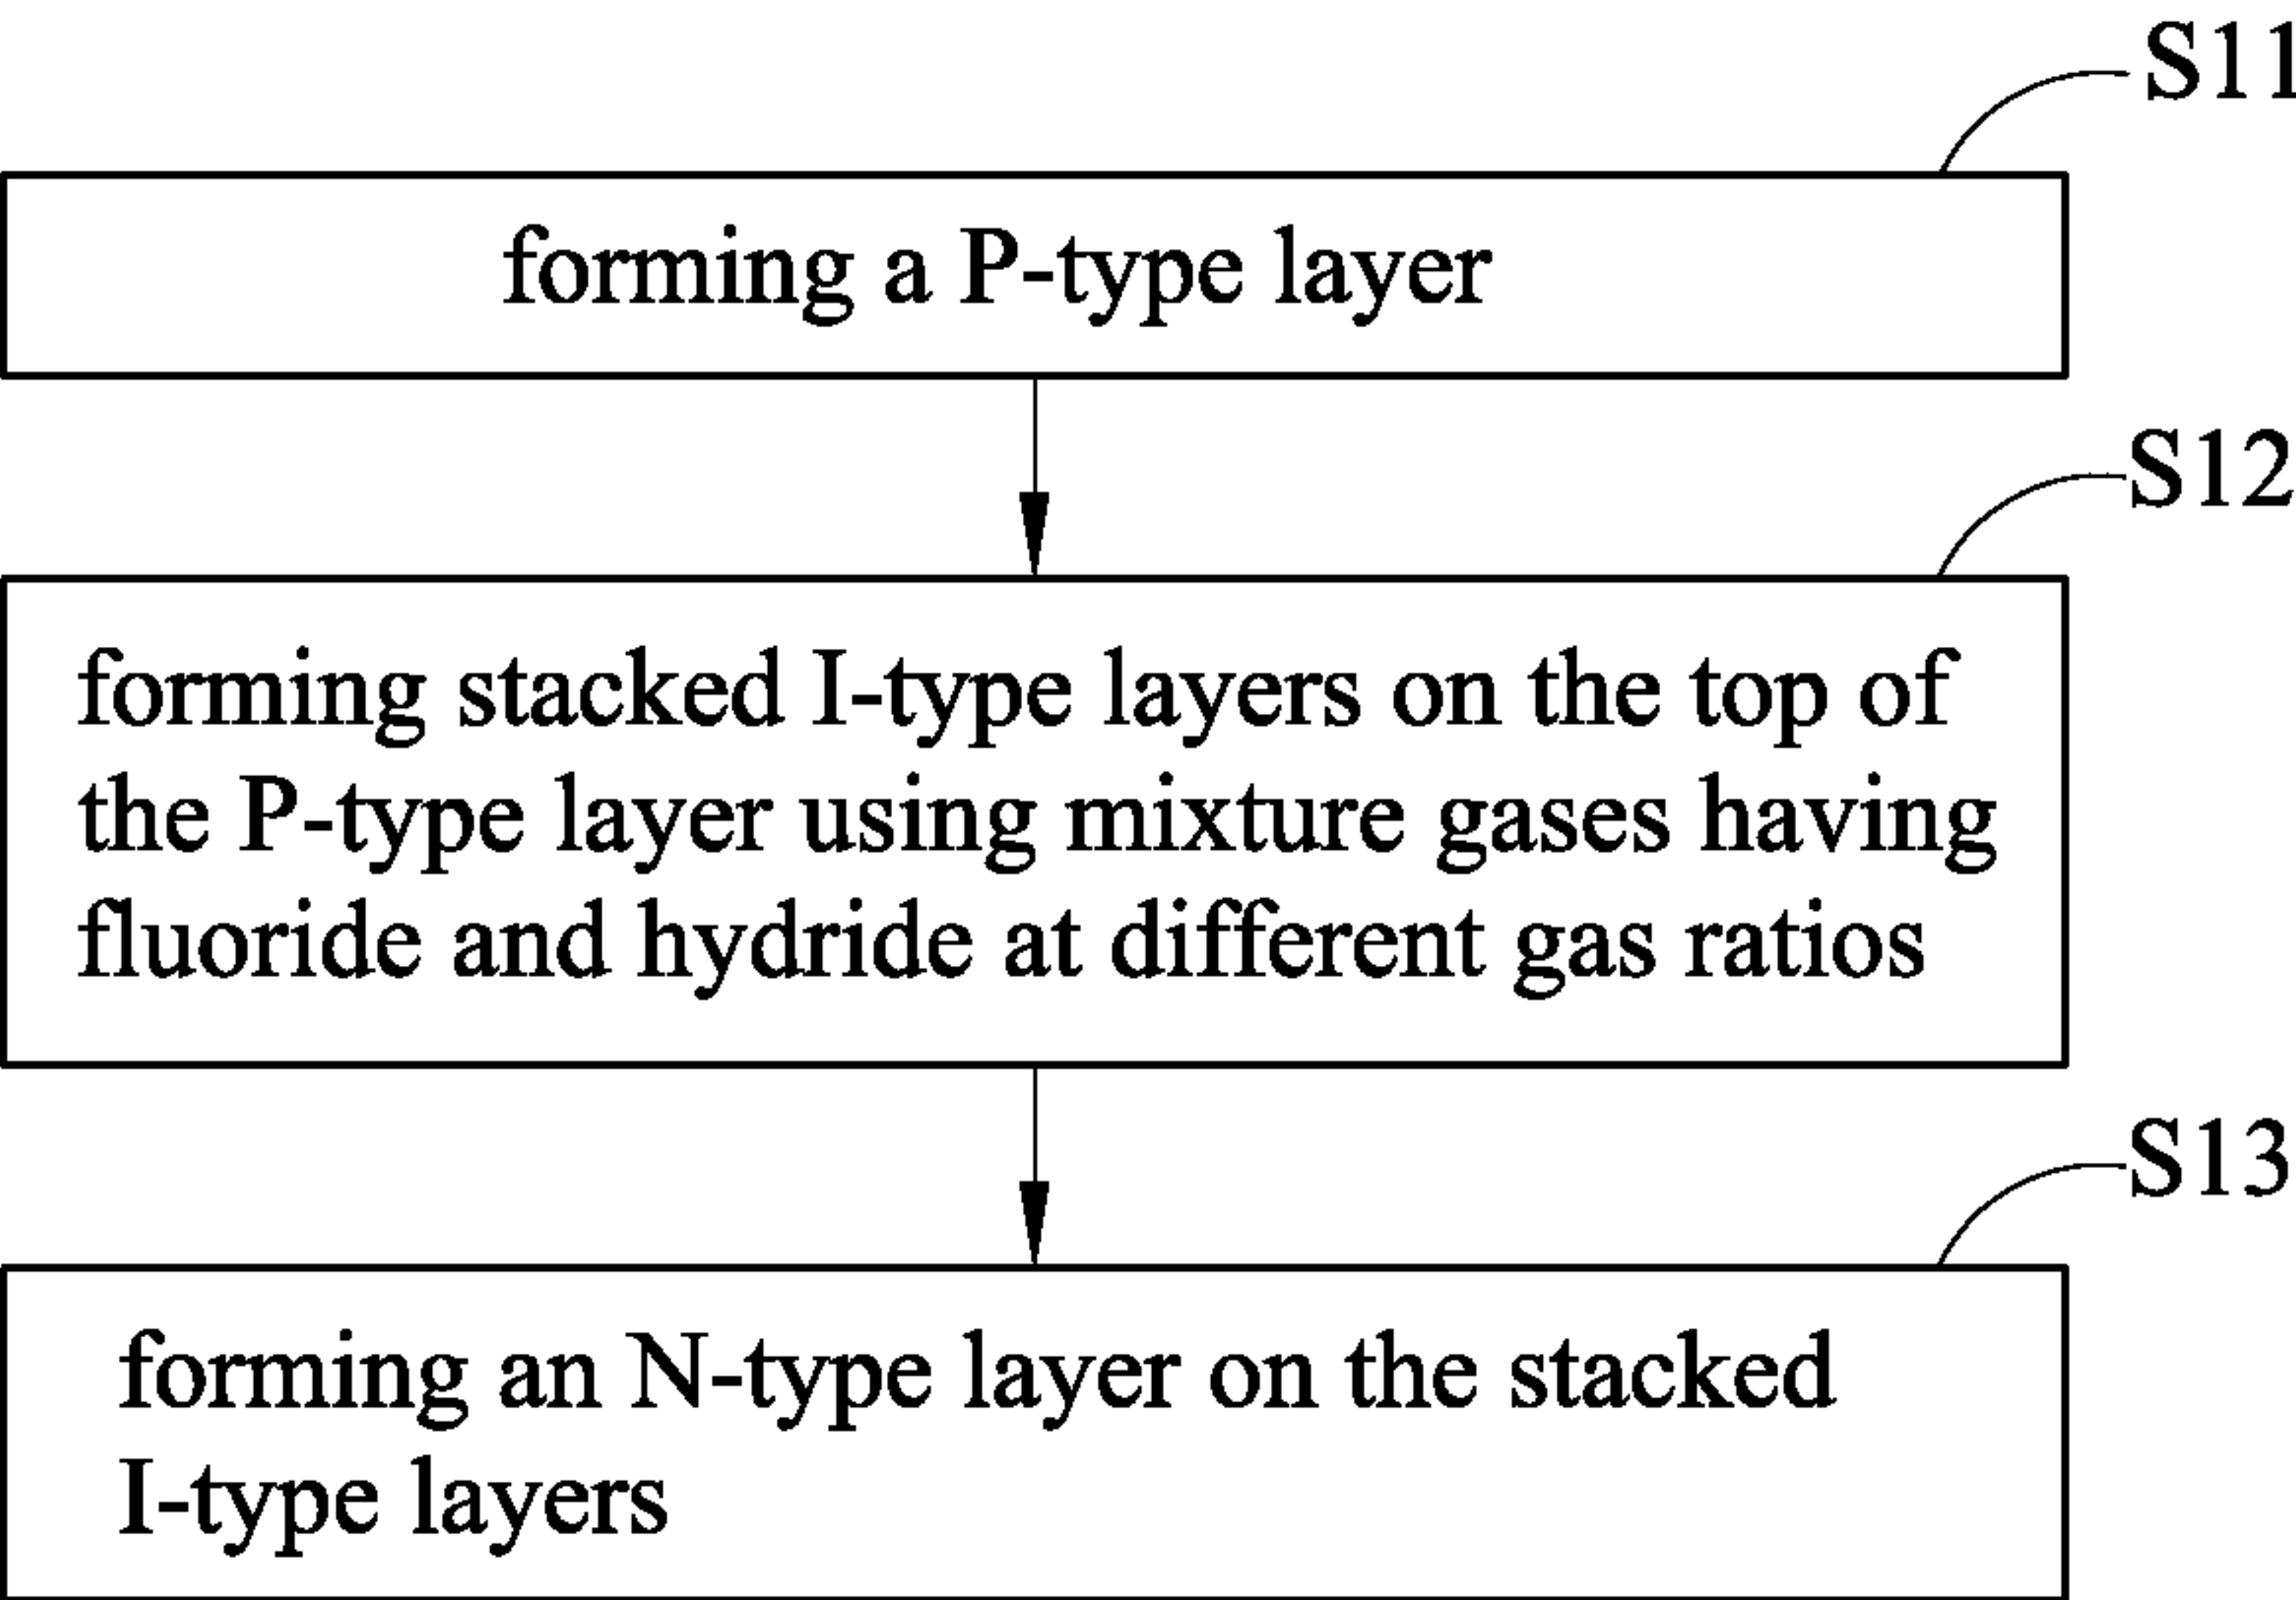 S11
forming a P-type layer
S12
forming stacked I-type layers on the top of
the P-type layer using mixture gases having
fluoride and hydride at different gas ratios
S13
forming an N-type layer on the stacked
I-type layers